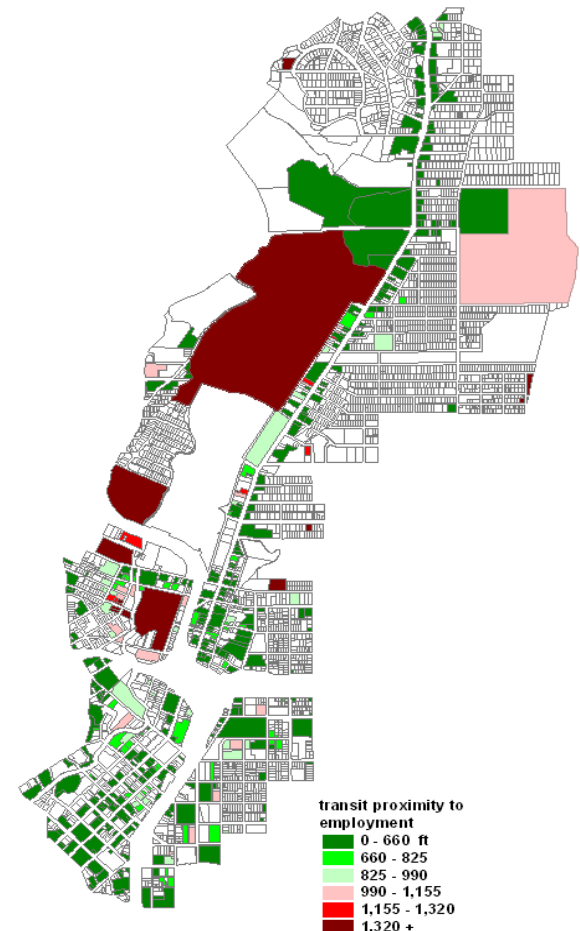 transit proximity to
employment
0 - 660 ft
660 - 825
825 - 990
990 - 1,155
1,155 - 1,320
1,320 +